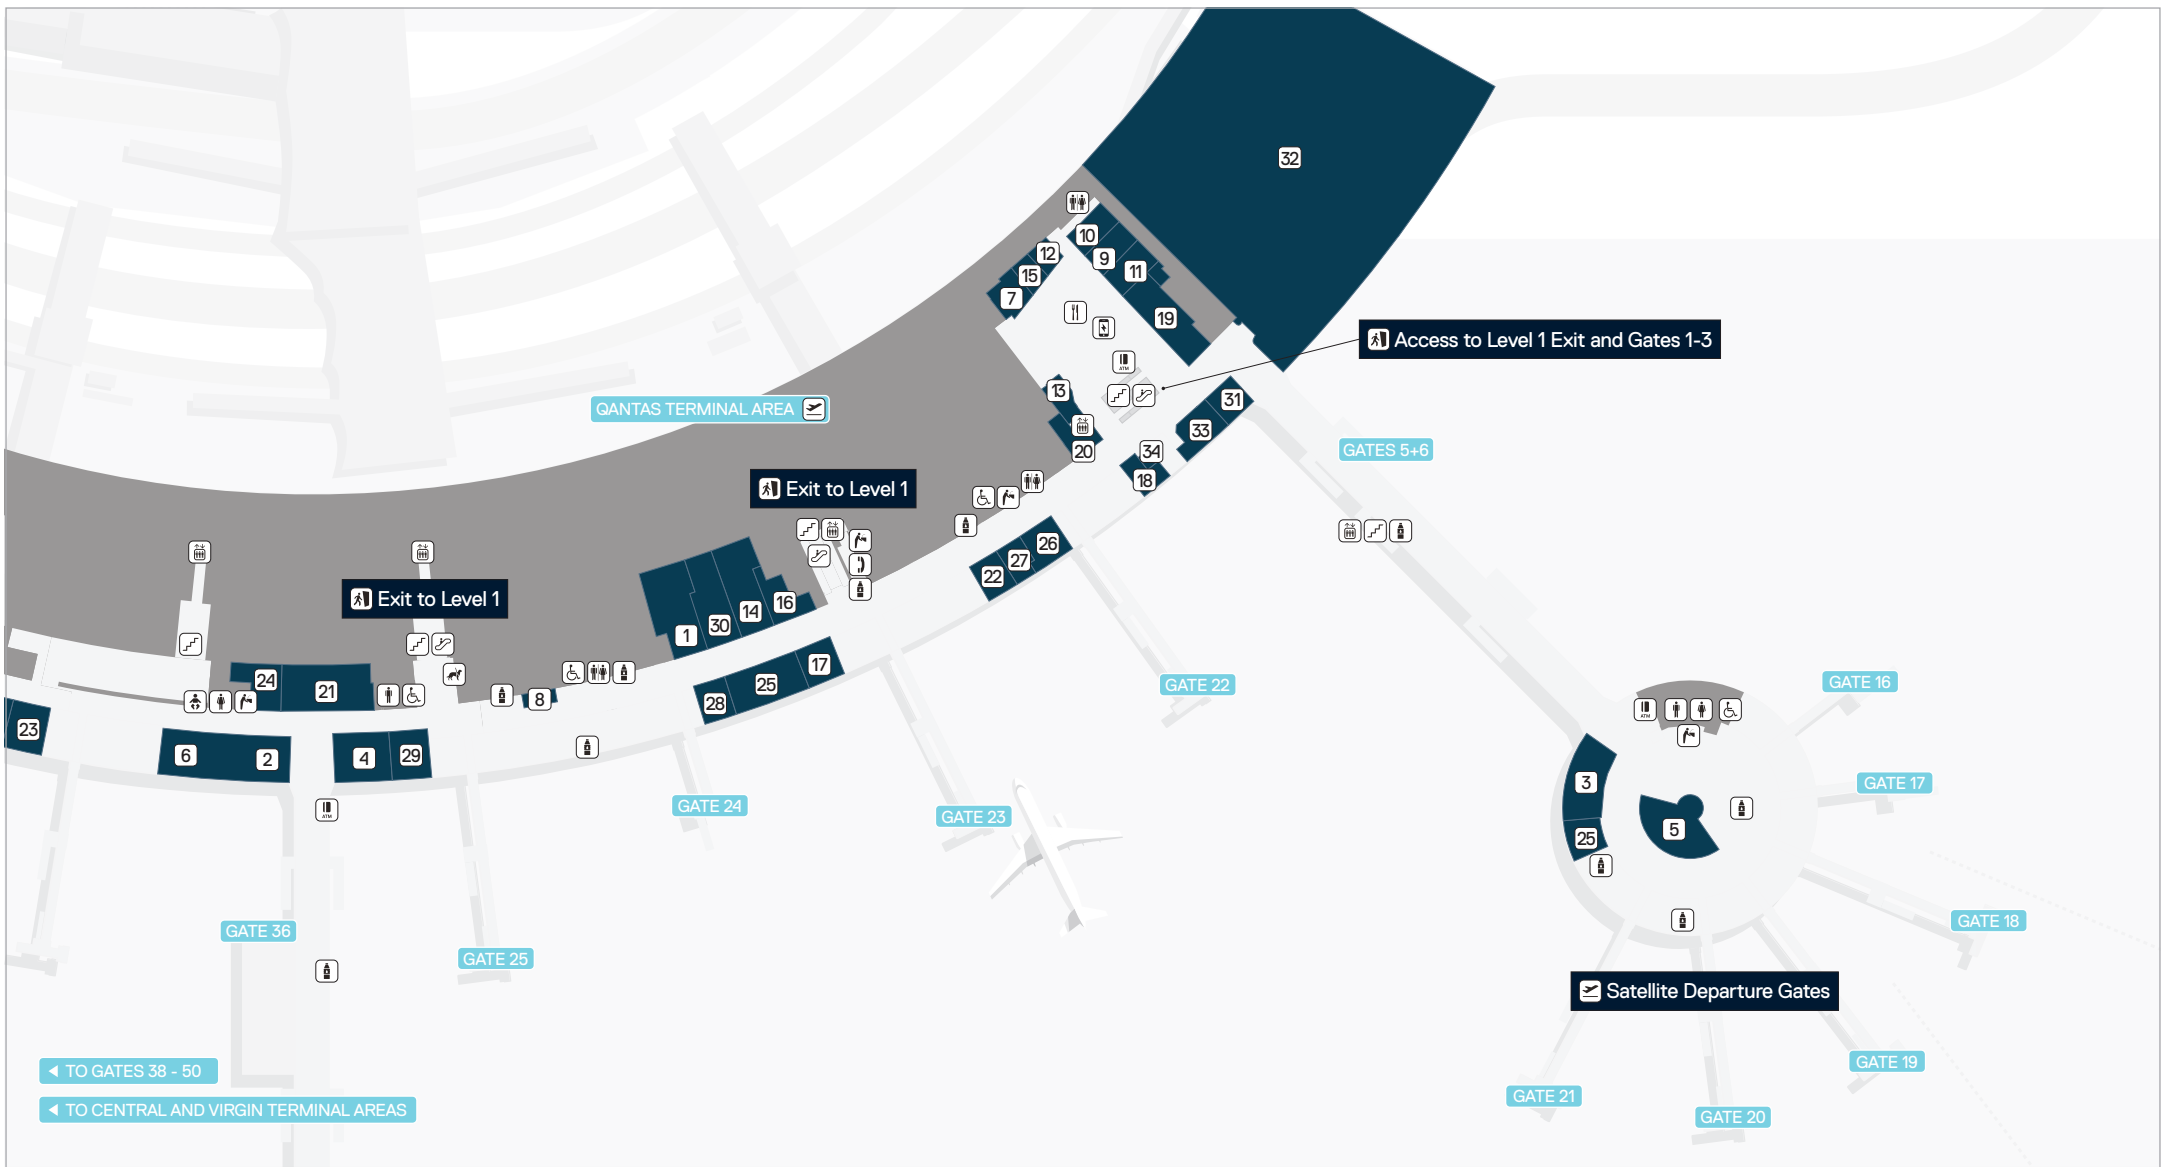 32
10
12
9
11
15
7
19
ATM
Access to Level 1 Exit and Gates 1-3
13
31
QANTAS TERMINAL AREA
33
20
34
18
GATES 5+6
Exit to Level 1
26
27
22
Exit to Level 1
16
14
30
1
17
24
21
25
28
8
23
6
2
4
29
ATM
GATE 22
GATE 16
ATM
3
GATE 17
5
25
GATE 24
GATE 23
GATE 18
GATE 36
GATE 25
Satellite Departure Gates
GATE 19
TO GATES 38 - 50
GATE 21
TO CENTRAL AND VIRGIN TERMINAL AREAS
GATE 20